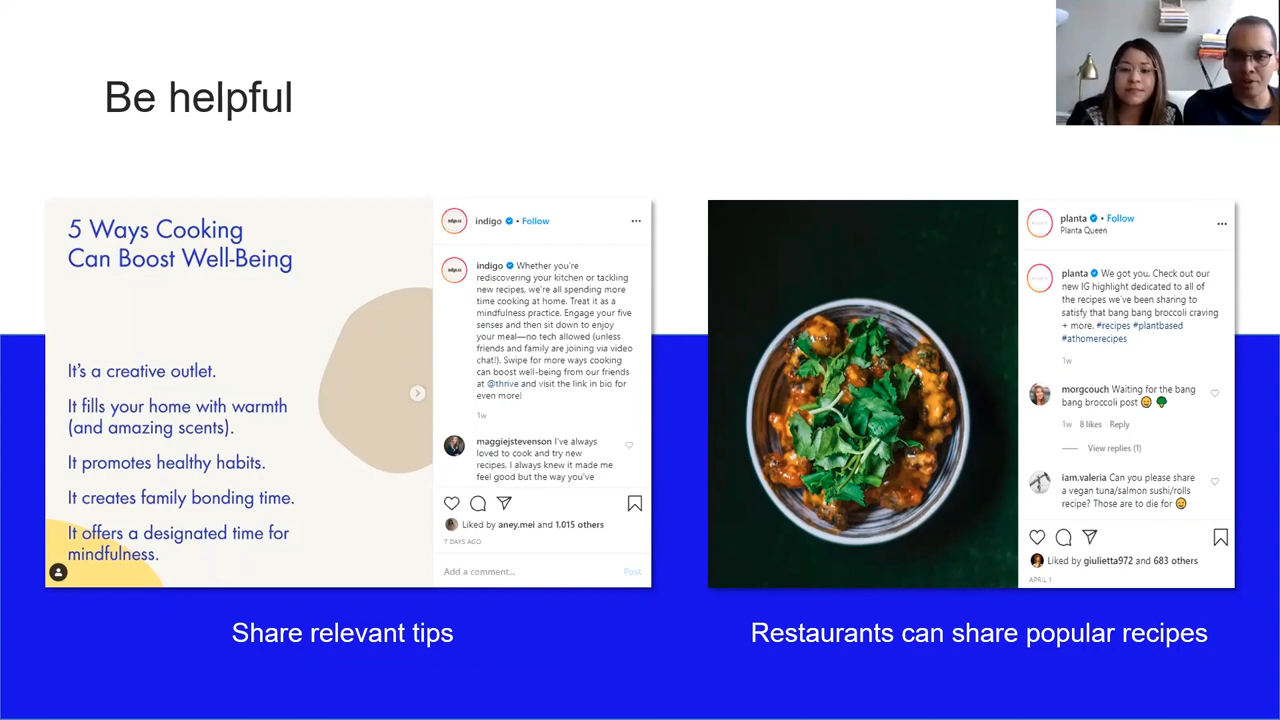 Be helpful
5 Ways Cooking
Can Boost Well-Being
It's a creative outlet.
It fills your home with warmth
(and amazing scents).
It promotes healthy habits.
It creates family bonding time.
It offers a designated time for
mindfulness.
indigo • Follow
indigo Whether you're
rediscovering your kitchen or tackling
new recipes, we're all spending more
time cooking at home. Treat it as a
mindfulness practice. Engage your five
senses and then sit down to enjoy
your meal—no tech allowed (unless
friends and family are joining via video
chat!). Swipe for more ways cooking
can boost well-being from our friends
at @thrive and visit the link in bio for
even more!
1w
maggiejstevenson I've always
loved to cook and try new
recipes, I always knew it made me
feel good but the way you've
Liked by aney.mei and 1,015 others
7 DAYS AGO
Add a comment...
Post
Share relevant tips
planta • Follow
Planta Queen
planta We got you. Check out our
new IG highlight dedicated to all of
the recipes we've been sharing to
satisfy that bang bang broccoli craving
+ more. #recipes #plantbased
#athomerecipes
1w
morgcouch Waiting for the bang
bang broccoli post 😋 🥦
1w 8 likes Reply
View replies (1)
iam.valeria Can you please share
a vegan tuna/salmon sushi/rolls
recipe? Those are to die for 😋
Liked by giulietta972 and 683 others
APRIL 1
Restaurants can share popular recipes